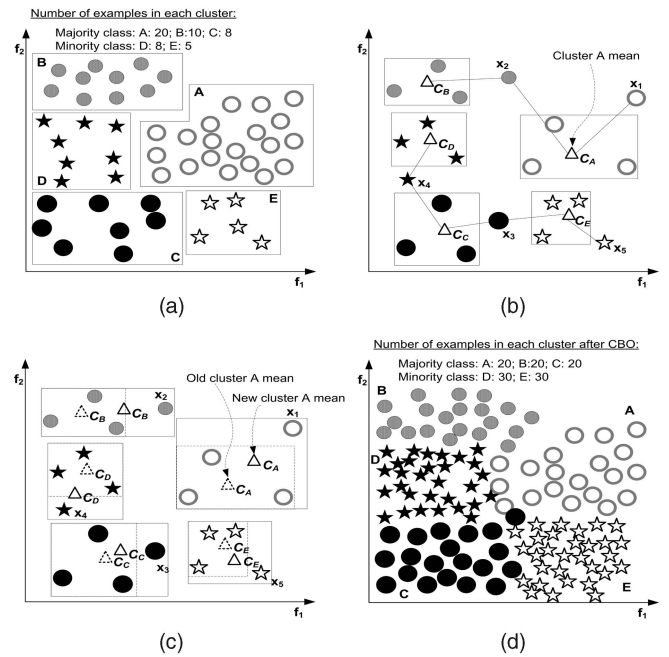 Number of examples in each cluster:
Majority class: A: 20; B:10; C: 8
Minority class: D: 8; E: 5
f2
B
A
D
E
C
f1
(a)
f2
x2
Cluster A mean
x1
CB
CD
CA
x4
CE
CC
x3
x5
f1
(b)
f2
Old cluster A mean
New cluster A mean
x2
x1
CB
CB
CA
CD
CA
CD
x4
CE
CC
CC
x3
CE
x5
f1
(c)
Number of examples in each cluster after CBO:
Majority class: A: 20; B:20; C: 20
Minority class: D: 30; E: 30
f2
B
A
D
C
E
f1
(d)